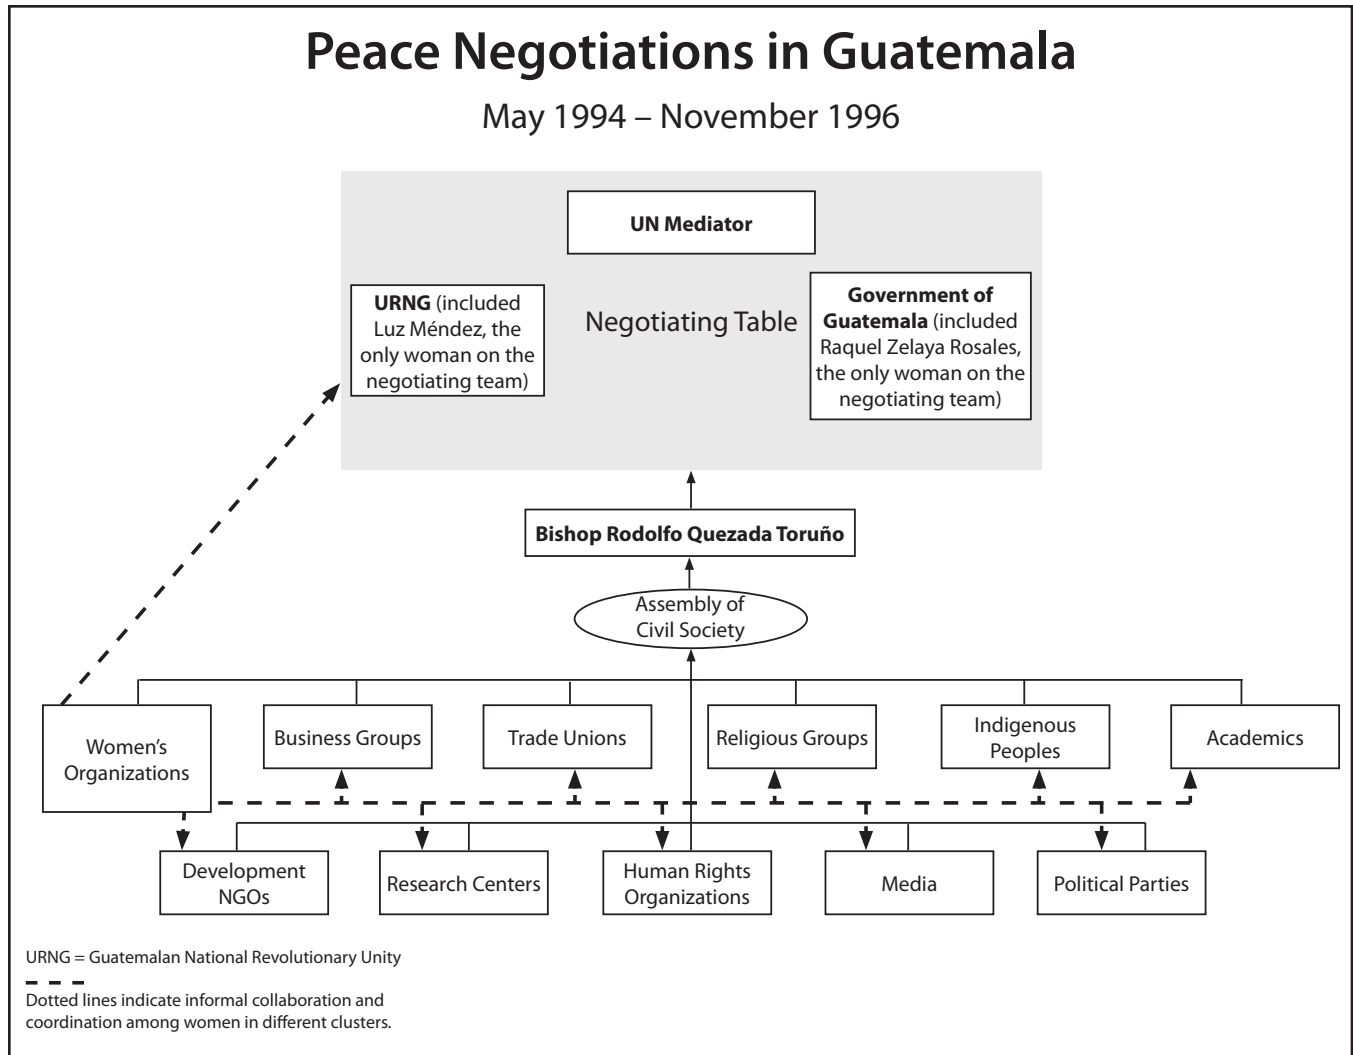 Peace Negotiations in Guatemala
May 1994 – November 1996
UN Mediator
URNG (included
Luz Méndez, the
only woman on the
negotiating team)
Negotiating Table
Government of
Guatemala (included
Raquel Zelaya Rosales,
the only woman on the
negotiating team)
Bishop Rodolfo Quezada Toruño
Assembly of
Civil Society
Women’s
Organizations
Business Groups
Trade Unions
Religious Groups
Indigenous
Peoples
Academics
Development
NGOs
Research Centers
Human Rights
Organizations
Media
Political Parties
URNG = Guatemalan National Revolutionary Unity
Dotted lines indicate informal collaboration and
coordination among women in different clusters.